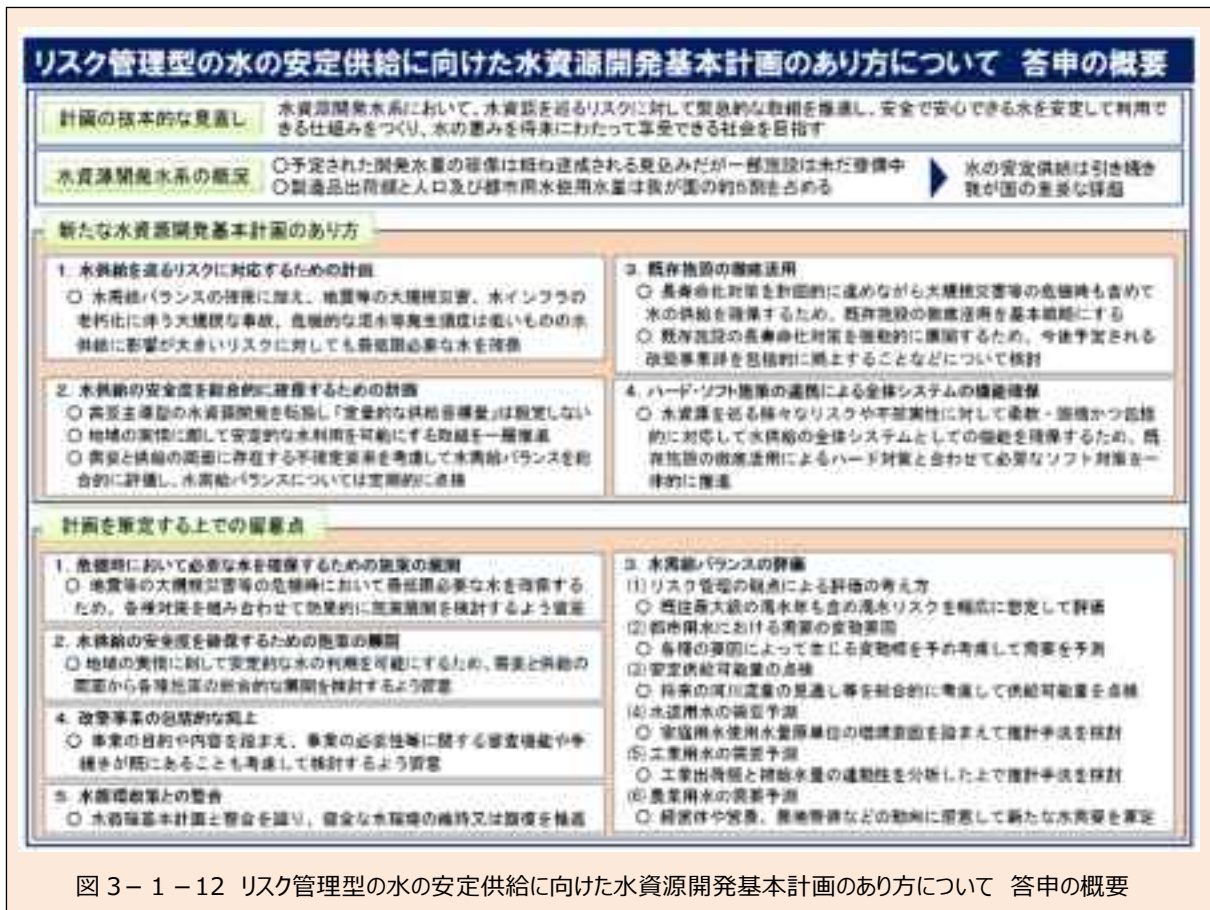 リスク管理型の水の安定供給に向けた水資源開発基本計画のあり方について 答申の概要
計画の抜本的な見直し
水資源開発水系において、水資源を巡るリスクに対して緊急的な取組を推進し、安全で安心できる水を安定して利用で
きる仕組みをつくり、水の恵みを将来にわたって享受できる社会を目指す
水資源開発水系の概況
○予定された開発水量の確保は概ね達成される見込みだが一部施設は未だ整備中
○製造品出荷額と人口及び都市用水使用水量は我が国の約5割を占める
水の安定供給は引き続き
我が国の重要な課題
新たな水資源開発基本計画のあり方
1. 水供給を巡るリスクに対応するための計画
○ 水需給バランスの確保に加え、地震等の大規模災害、水インフラの
老朽化に伴う大規模な事故、危機的な渇水等発生頻度は低いものの水
供給に影響が大きいリスクに対しても最低限必要な水を確保
2. 水供給の安全度を総合的に確保するための計画
○ 需要主導型の水資源開発を転換し「定量的な供給目標量」は設定しない
○ 地域の実情に即して安定的な水利用を可能にする取組を一層推進
○ 需要と供給の両面に存在する不確定要素を考慮して水需給バランスを総
合的に評価し、水需給バランスについては定期的に点検
3. 既存施設の徹底活用
○ 長寿命化対策を計画的に進めながら大規模災害等の危機時も含めて
水の供給を確保するため、既存施設の徹底活用を基本戦略にする
○ 既存施設の長寿命化対策を機動的に展開するため、今後予定される
改築事業群を包括的に掲上することなどについて検討
4. ハード・ソフト施策の連携による全体システムの機能確保
○ 水資源を巡る様々なリスクや不確実性に対して柔軟・臨機かつ包括
的に対応して水供給の全体システムとしての機能を確保するため、既
存施設の徹底活用によるハード対策と合わせて必要なソフト対策を一
体的に推進
計画を策定する上での留意点
1. 危機時において必要な水を確保するための施策の展開
○ 地震等の大規模災害等の危機時において最低限必要な水を確保する
ため、各種対策を組み合わせて効果的に施策展開を検討するよう留意
2. 水供給の安全度を確保するための施策の展開
○ 地域の実情に則して安定的な水の利用を可能にするため、需要と供給の
両面から各種施策の総合的な展開を検討するよう留意
4. 改築事業の包括的な掲上
○ 事業の目的や内容を踏まえ、事業の必要性等に関する審査機能や手
続きが既にあることも考慮して検討するよう留意
5. 水循環政策との整合
○ 水循環基本計画と整合を図り、健全な水循環の維持又は回復を推進
3. 水需給バランスの評価
(1)リスク管理の観点による評価の考え方
○ 既往最大級の渇水年も含め渇水リスクを幅広に想定して評価
(2)都市用水における需要の変動要因
○ 各種の要因によって生じる変動幅を予め考慮して需要を予測
(3)安定供給可能量の点検
○ 将来の河川流量の見通し等を総合的に考慮して供給可能量を点検
(4)水道用水の需要予測
○ 家庭用水使用水量原単位の増減要因を踏まえて推計手法を検討
(5)工業用水の需要予測
○ 工業出荷額と補給水量の連動性を分析した上で推計手法を検討
(6)農業用水の需要予測
○ 経営体や営農、農地整備などの動向に留意して新たな水需要を算定
図 3－1－12 リスク管理型の水の安定供給に向けた水資源開発基本計画のあり方について 答申の概要